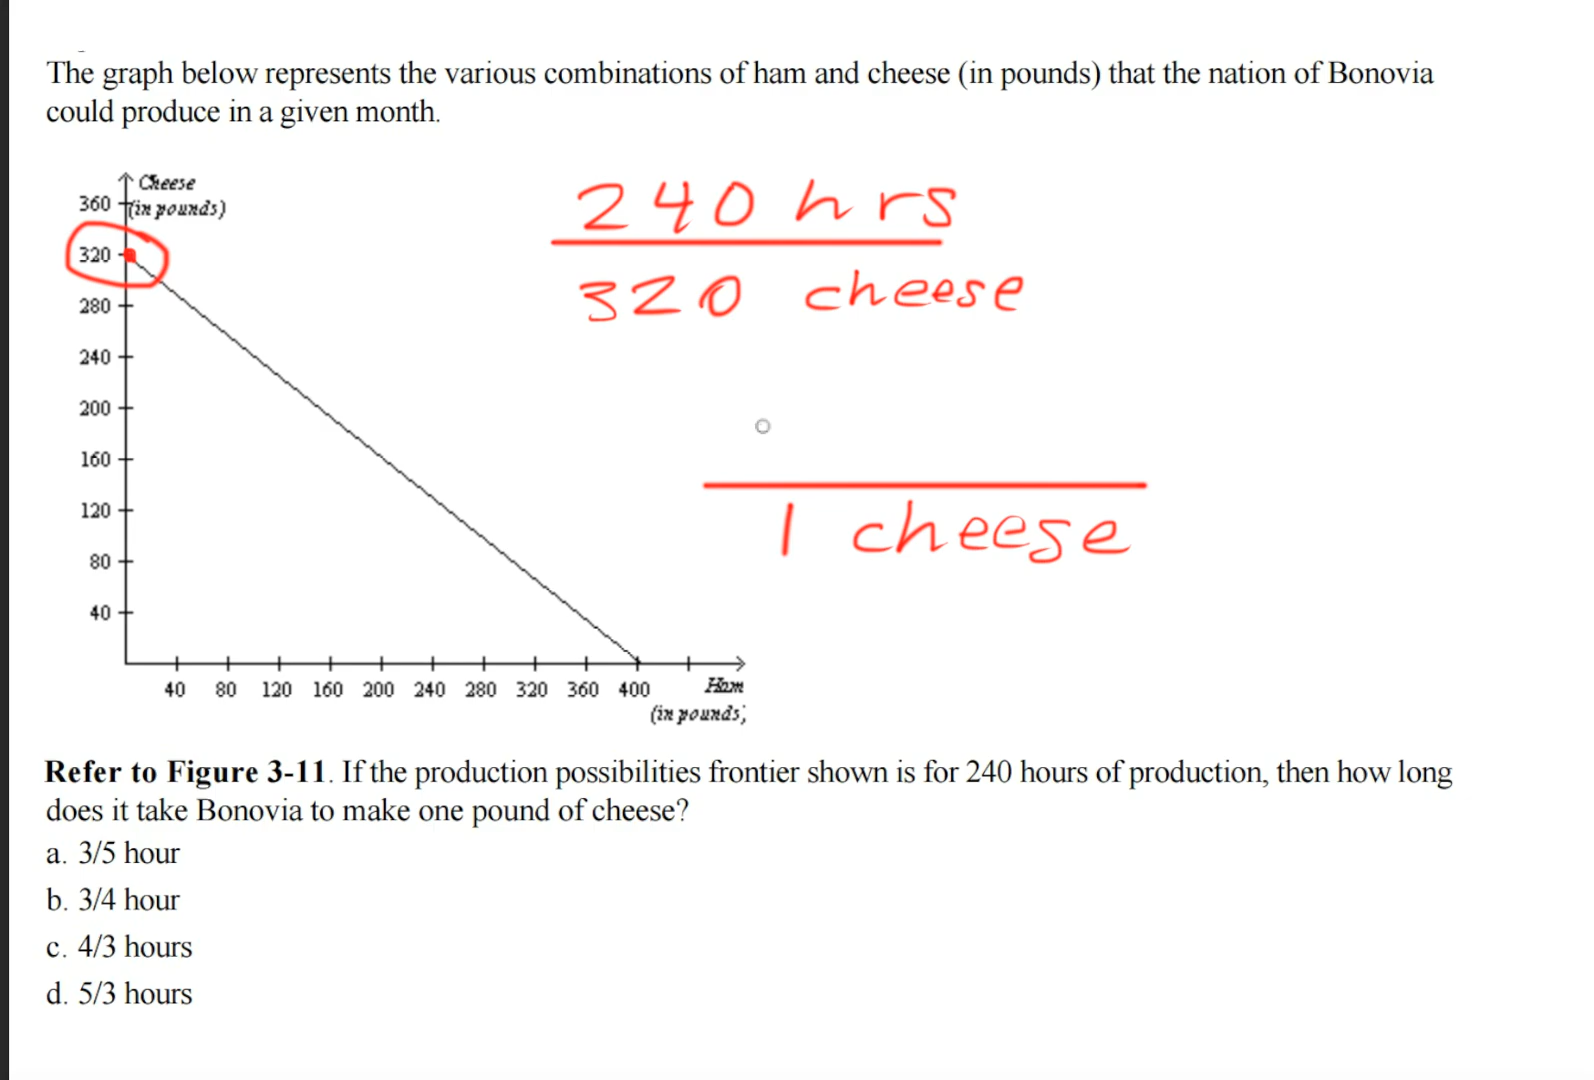 The graph below represents the various combinations of ham and cheese (in pounds) that the nation of Bonovia
could produce in a given month.
Cheese
(in pounds)
360
320
280
240
200
160
120
80
40
40 80 120 160 200 240 280 320 360 400
Ham
(in pounds)
240 hrs
320 cheese
1 cheese
Refer to Figure 3-11. If the production possibilities frontier shown is for 240 hours of production, then how long
does it take Bonovia to make one pound of cheese?
a. 3/5 hour
b. 3/4 hour
c. 4/3 hours
d. 5/3 hours